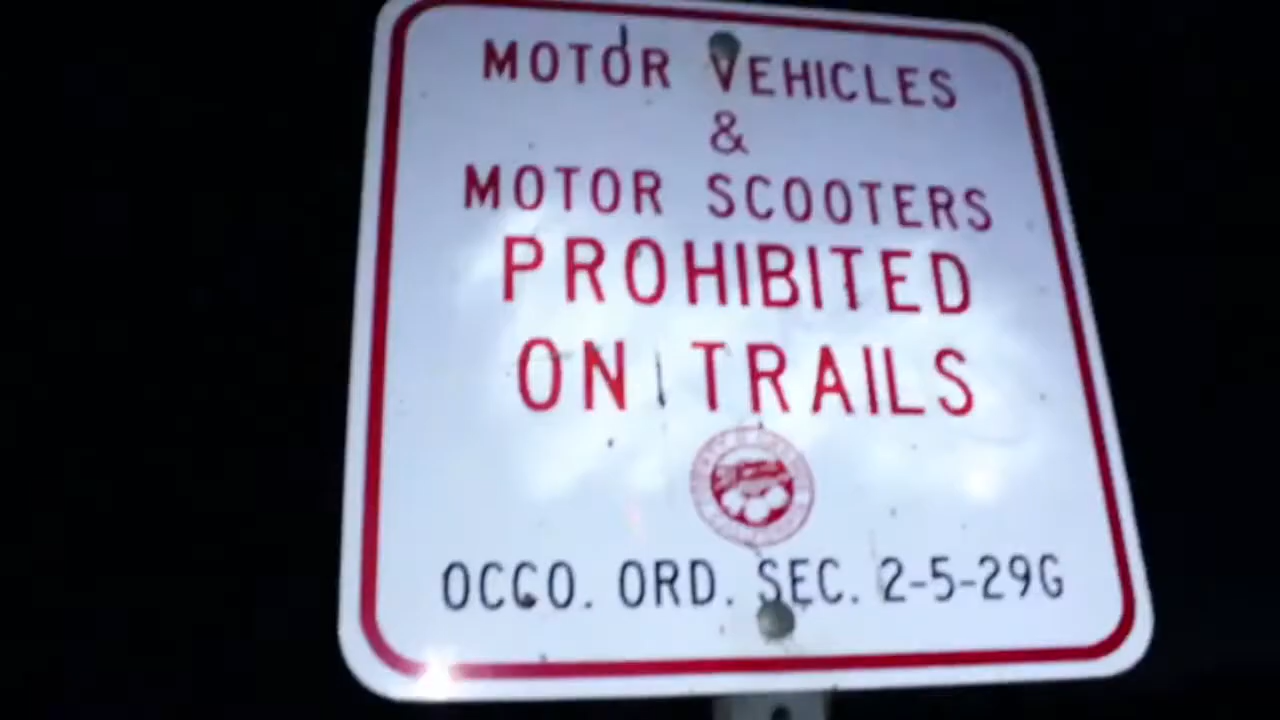 MOTOR VEHICLES
&
MOTOR SCOOTERS
PROHIBITED
ON TRAILS
OCCO. ORD. SEC. 2-5-29G